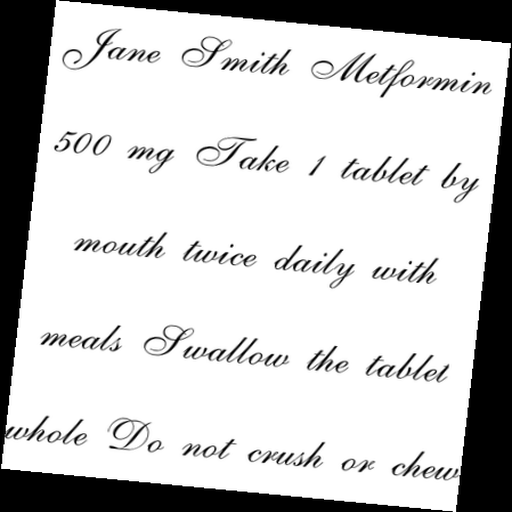 Jane Smith Metformin
500 mg Take 1 tablet by
mouth twice daily with
meals Swallow the tablet
whole Do not crush or chew